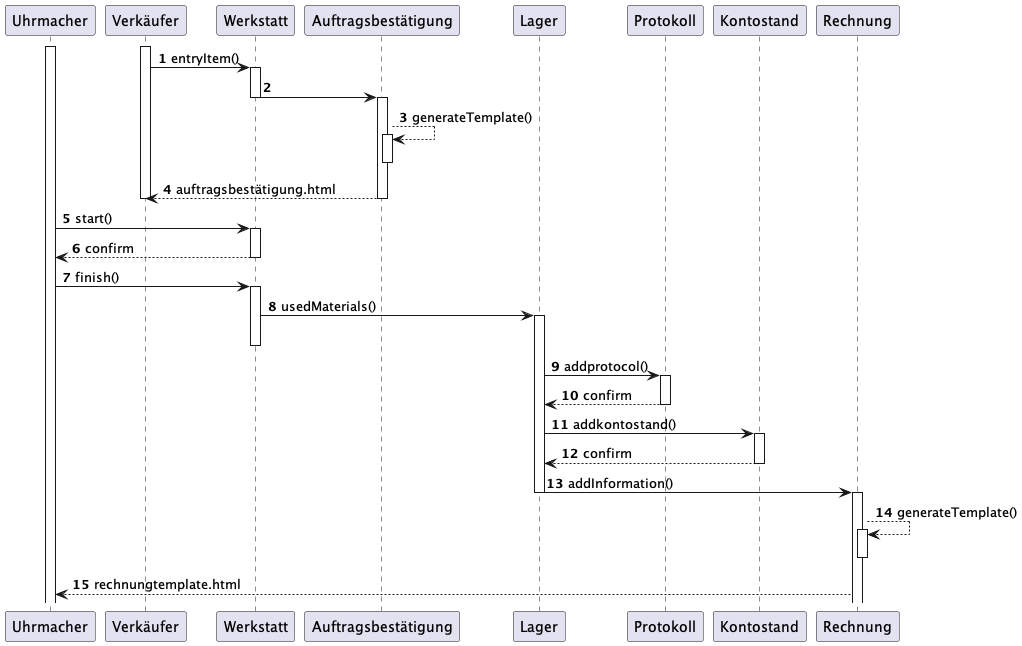 Uhrmacher Verkäufer Werkstatt Auftragsbestätigung Lager Protokoll Kontostand Rechnung
1 entryItem()
2
3 generateTemplate()
4 auftragsbestätigung.html
5 start()
6 confirm
7 finish()
8 usedMaterials()
9 addprotocol()
10 confirm
11 addkontostand()
12 confirm
13 addInformation()
14 generateTemplate()
15 rechnungtemplate.html
Uhrmacher Verkäufer Werkstatt Auftragsbestätigung Lager Protokoll Kontostand Rechnung